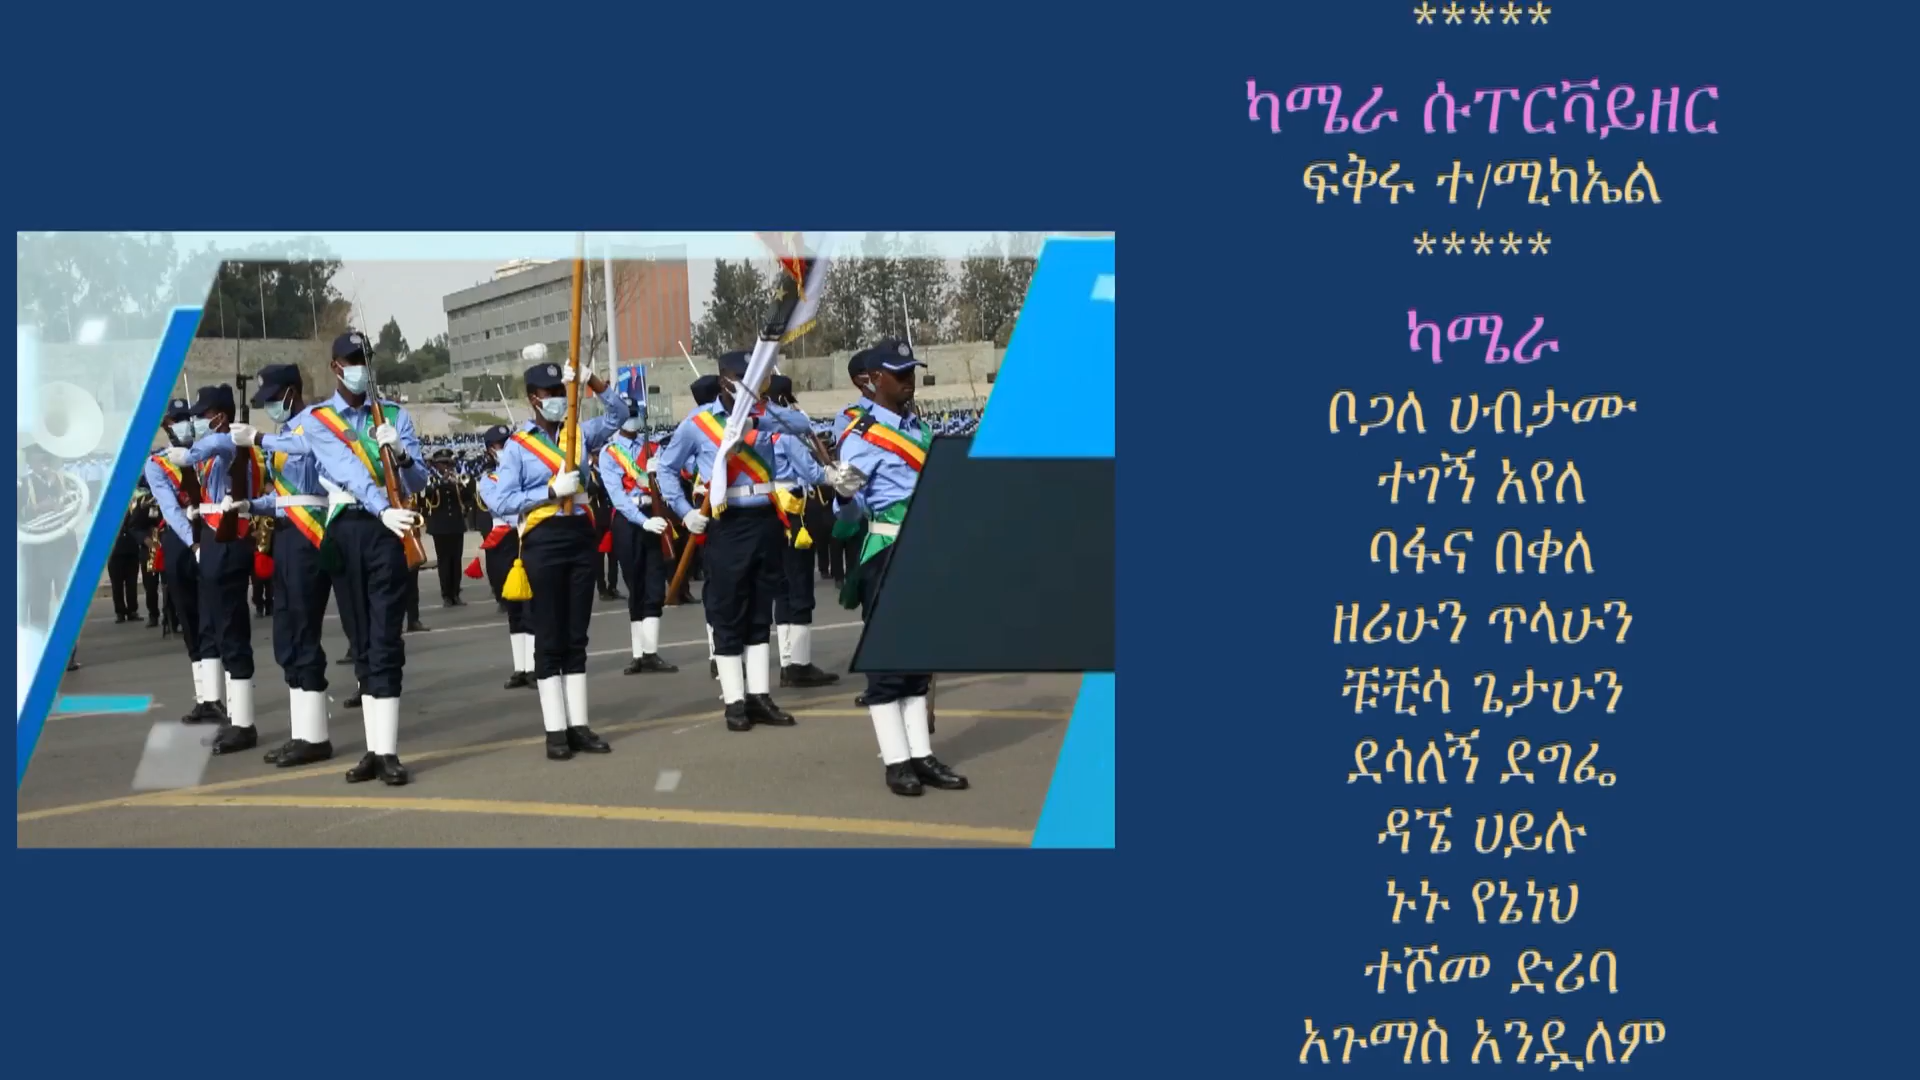 *****
ካሜራ ሱፐርቫይዘር
ፍቅሩ ተ/ሚካኤል
*****
ካሜራ
ቦጋለ ሀብታሙ
ተገኝ አየለ
ባፋና በቀለ
ዘሪሁን ጥላሁን
ቹቺሳ ጌታሁን
ደሳለኝ ደግፌ
ዳኜ ሀይሉ
ኑኑ የኔነህ
ተሾመ ድሪባ
አጉማስ አንዷለም